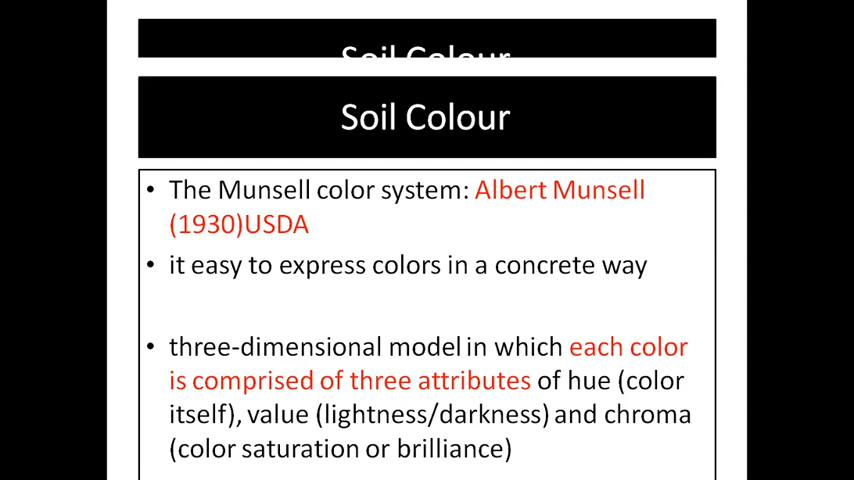 Soil Colour
Soil Colour
• The Munsell color system: Albert Munsell
(1930)USDA
• it easy to express colors in a concrete way
• three-dimensional model in which each color
is comprised of three attributes of hue (color
itself), value (lightness/darkness) and chroma
(color saturation or brilliance)